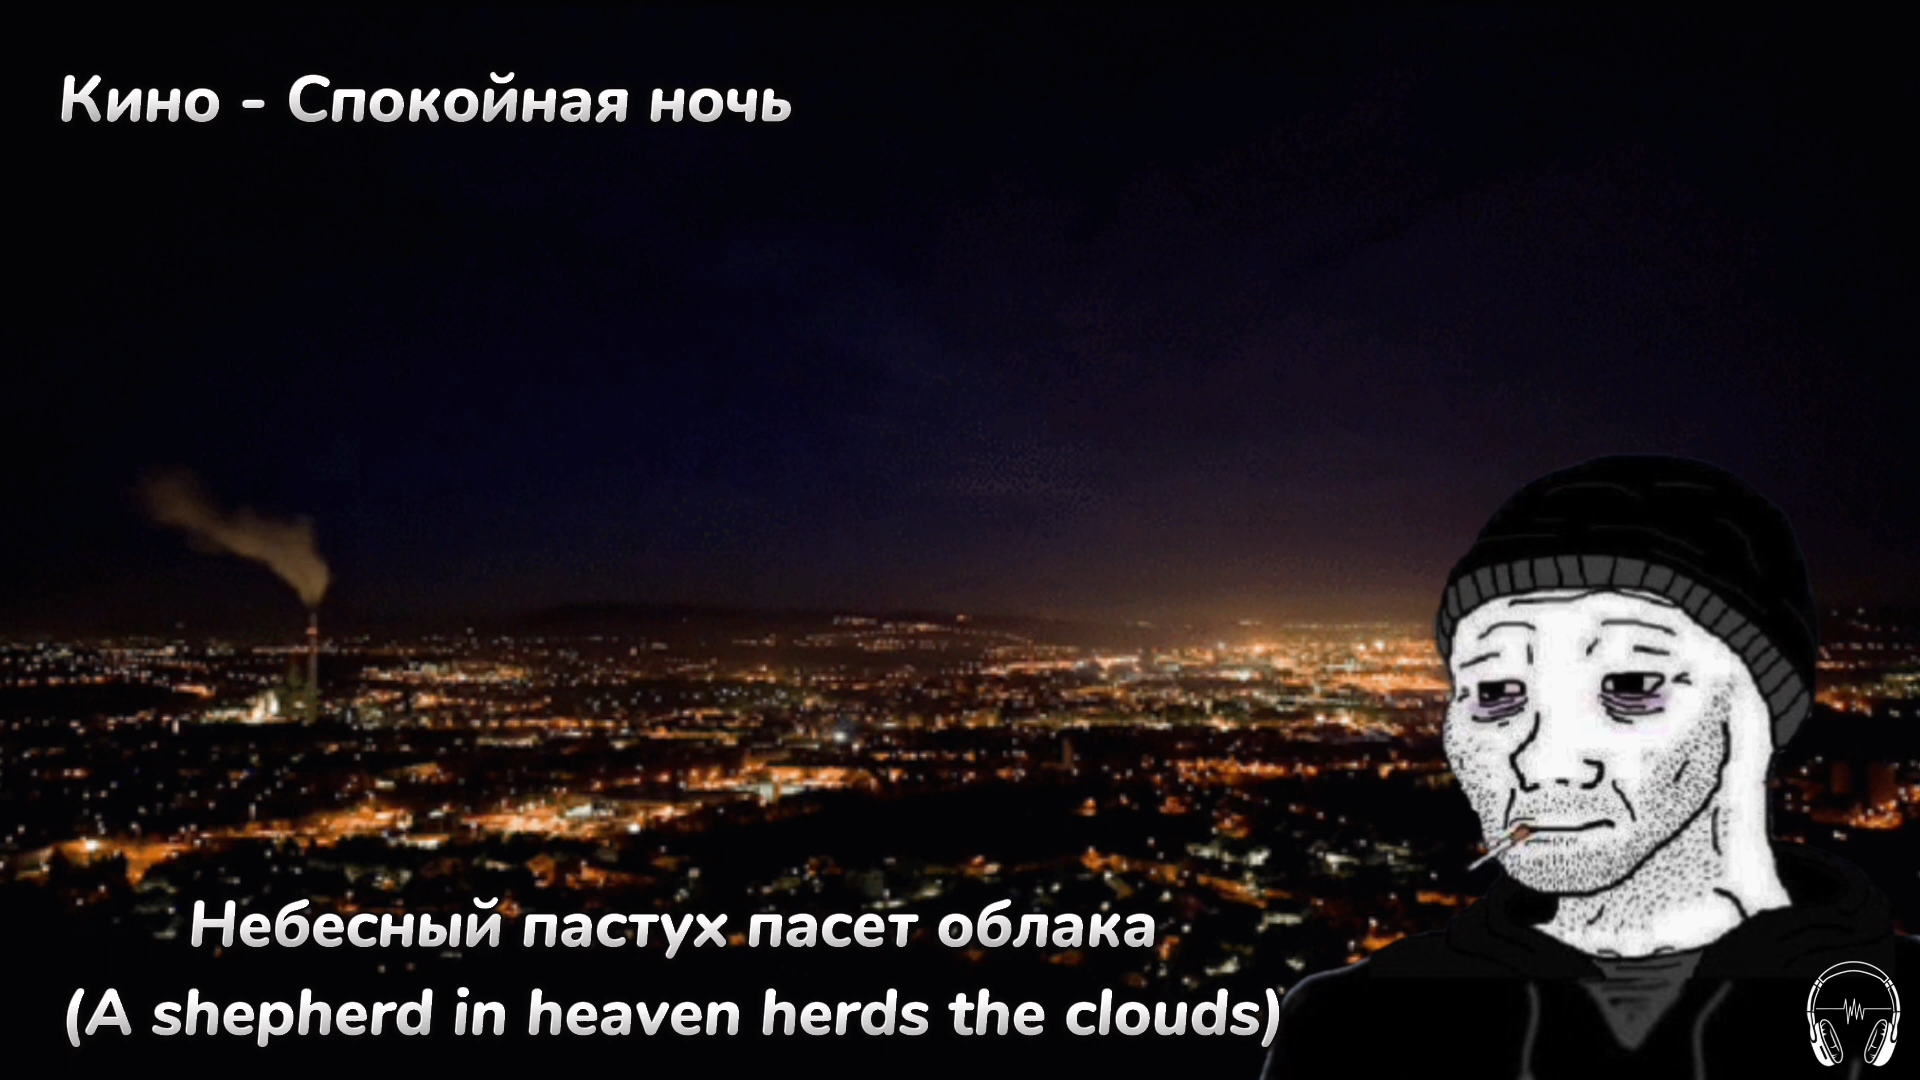 Кино - Спокойная ночь
Небесный пастух пасет облака
(A shepherd in heaven herds the clouds)